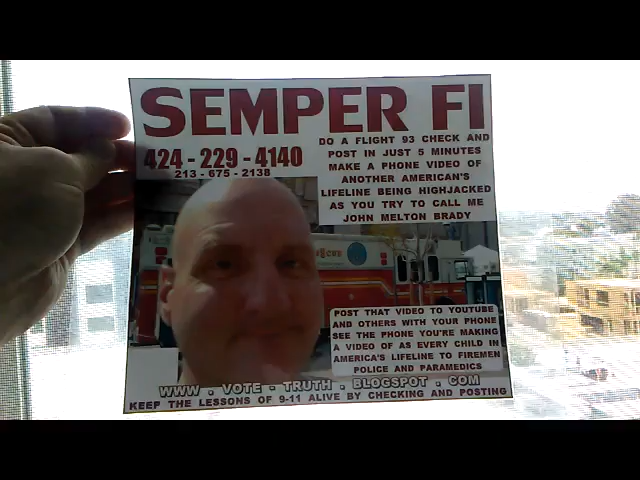 SEMPER FI
424 - 229 - 4140
213 - 675 - 2138
DO A FLIGHT 93 CHECK AND
POST IN JUST 5 MINUTES
MAKE A PHONE VIDEO OF
ANOTHER AMERICAN'S
LIFELINE BEING HIGHJACKED
AS YOU TRY TO CALL ME
JOHN MELTON BRADY
POST THAT VIDEO TO YOUTUBE
AND OTHERS WITH YOUR PHONE
SEE THE PHONE YOU'RE MAKING
A VIDEO OF AS EVERY CHILD IN
AMERICA'S LIFELINE TO FIREMEN
POLICE AND PARAMEDICS
WWW . VOTE - TRUTH . BLOGSPOT . COM
KEEP THE LESSONS OF 9-11 ALIVE BY CHECKING AND POSTING